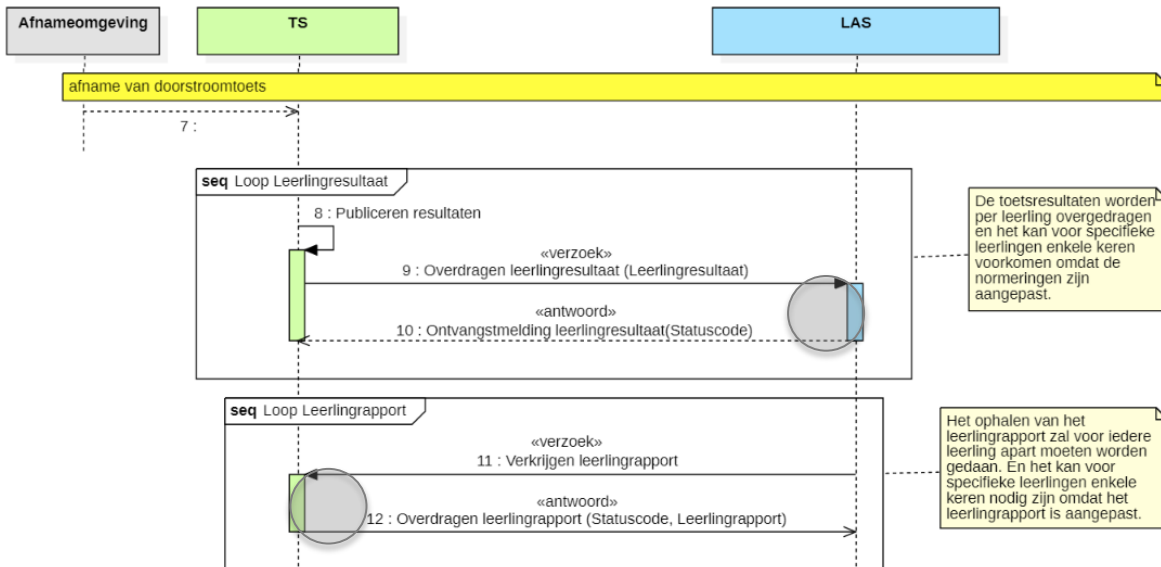 Afnameomgeving
TS
LAS
afname van doorstroomtoets
7 :
seq Loop Leerlingresultaat
8 : Publiceren resultaten
«verzoek»
9 : Overdragen leerlingresultaat (Leerlingresultaat)
«antwoord»
10 : Ontvangstmelding leerlingresultaat(Statuscode)
De toetsresultaten worden
per leerling overgedragen
en het kan voor specifieke
leerlingen enkele keren
voorkomen omdat de
normeringen zijn
aangepast.
seq Loop Leerlingrapport
«verzoek»
11 : Verkrijgen leerlingrapport
«antwoord»
12 : Overdragen leerlingrapport (Statuscode, Leerlingrapport)
Het ophalen van het
leerlingrapport zal voor iedere
leerling apart moeten worden
gedaan. En het kan voor
specifieke leerlingen enkele
keren nodig zijn omdat het
leerlingrapport is aangepast.